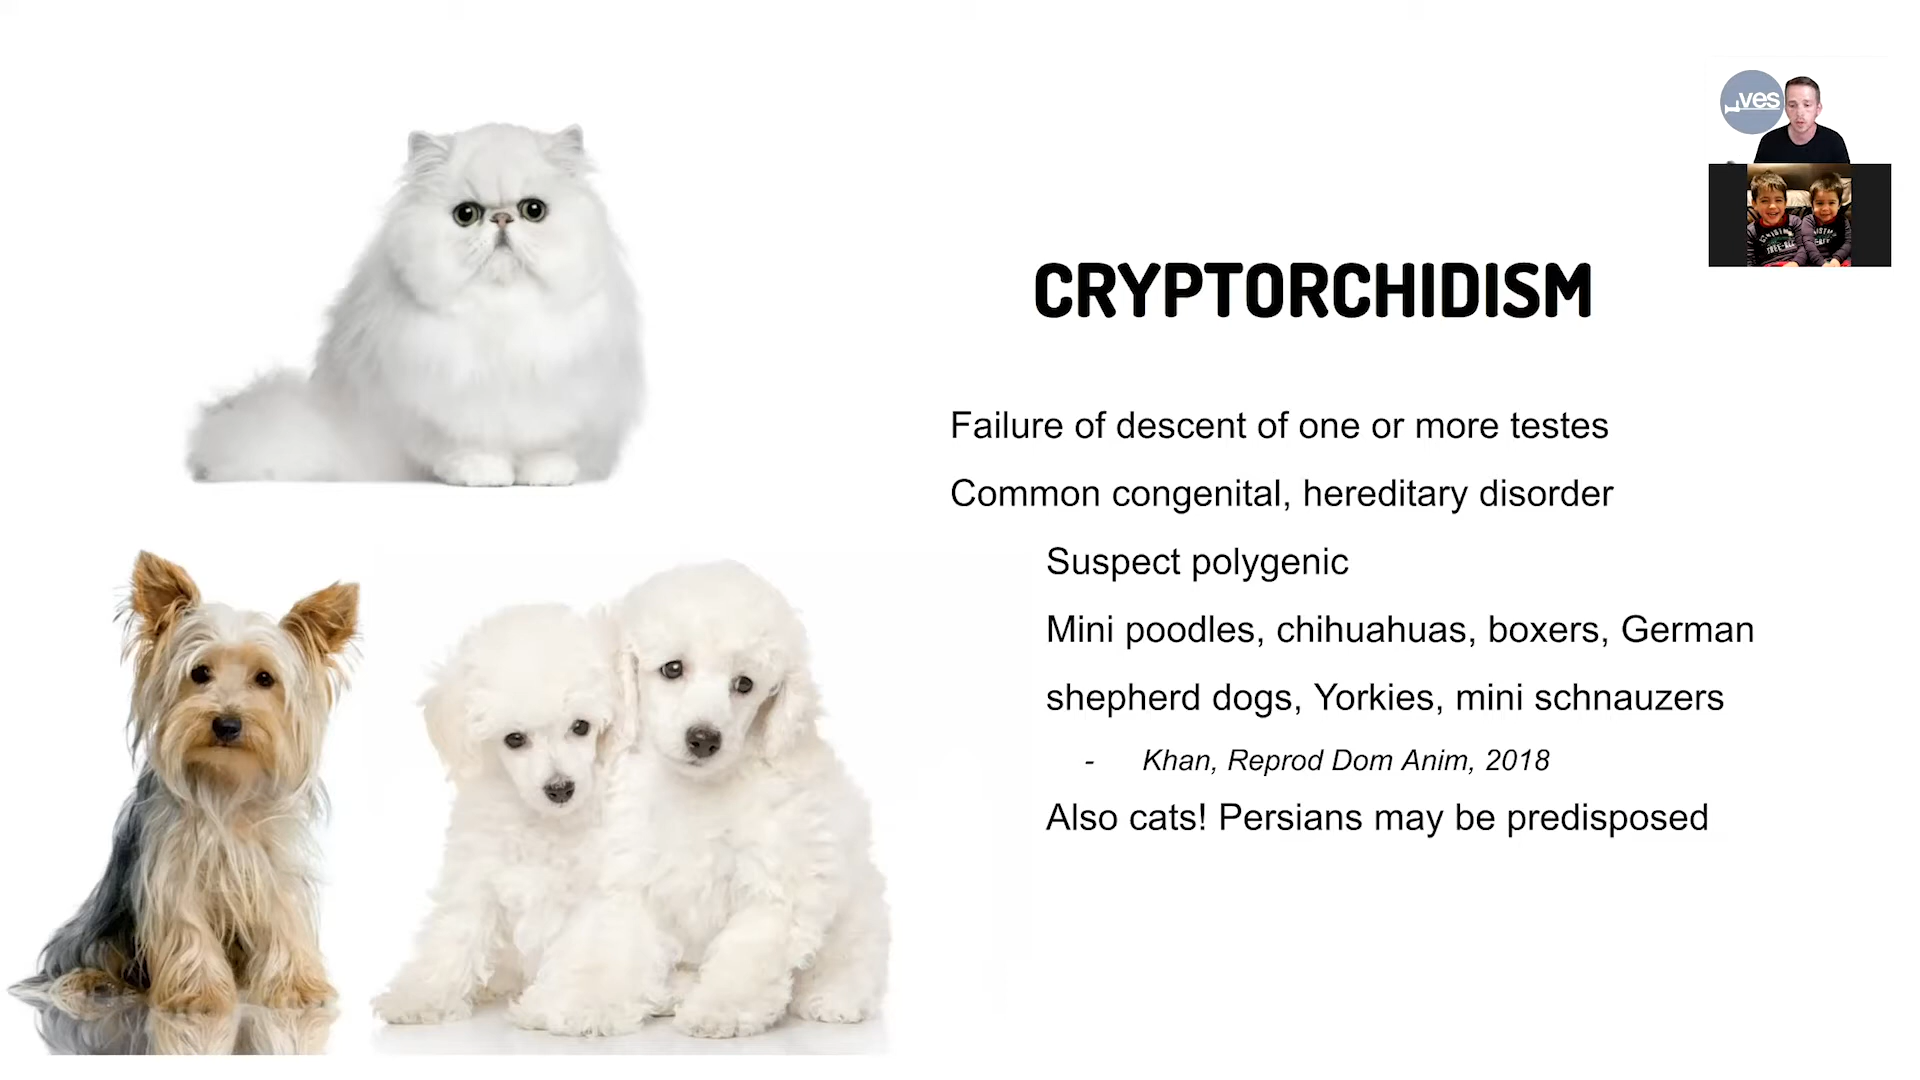 ves
CRYPTORCHIDISM
Failure of descent of one or more testes
Common congenital, hereditary disorder
Suspect polygenic
Mini poodles, chihuahuas, boxers, German
shepherd dogs, Yorkies, mini schnauzers
- Khan, Reprod Dom Anim, 2018
Also cats! Persians may be predisposed